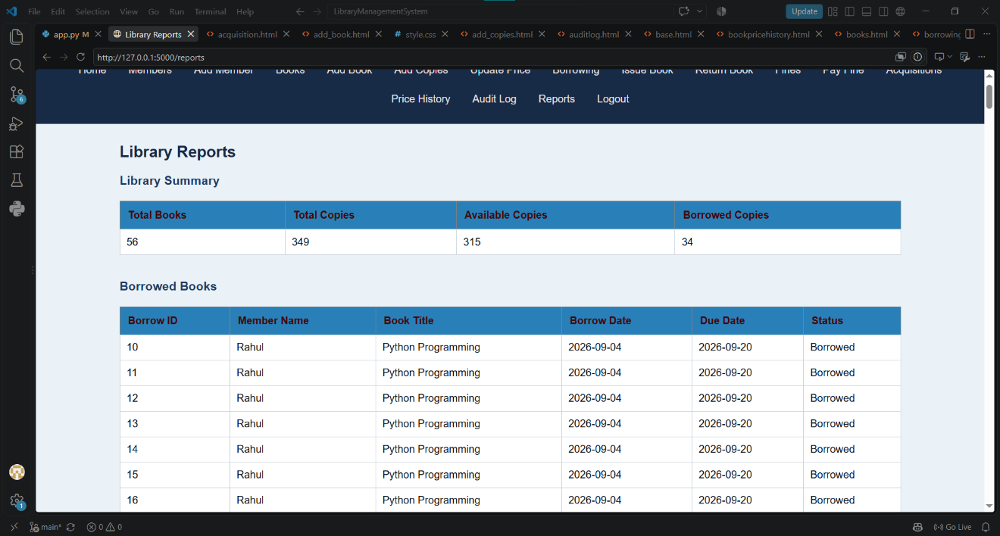 File Edit Selection View Go Run Terminal Help LibraryManagementSystem Update
app.py M Library Reports acquisition.html add_book.html # style.css add_copies.html auditlog.html base.html bookpricehistory.html books.html borrowing
http://127.0.0.1:5000/reports
Home Members Add Member Books Add Book Add Copies Update Price Borrowing Issue Book Return Book Fines Pay Fine Acquisitions
Price History Audit Log Reports Logout
Library Reports
Library Summary
Total Books Total Copies Available Copies Borrowed Copies
56 349 315 34
Borrowed Books
Borrow ID Member Name Book Title Borrow Date Due Date Status
10 Rahul Python Programming 2026-09-04 2026-09-20 Borrowed
11 Rahul Python Programming 2026-09-04 2026-09-20 Borrowed
12 Rahul Python Programming 2026-09-04 2026-09-20 Borrowed
13 Rahul Python Programming 2026-09-04 2026-09-20 Borrowed
14 Rahul Python Programming 2026-09-04 2026-09-20 Borrowed
15 Rahul Python Programming 2026-09-04 2026-09-20 Borrowed
16 Rahul Python Programming 2026-09-04 2026-09-20 Borrowed
6
1
main* 0 0 Go Live